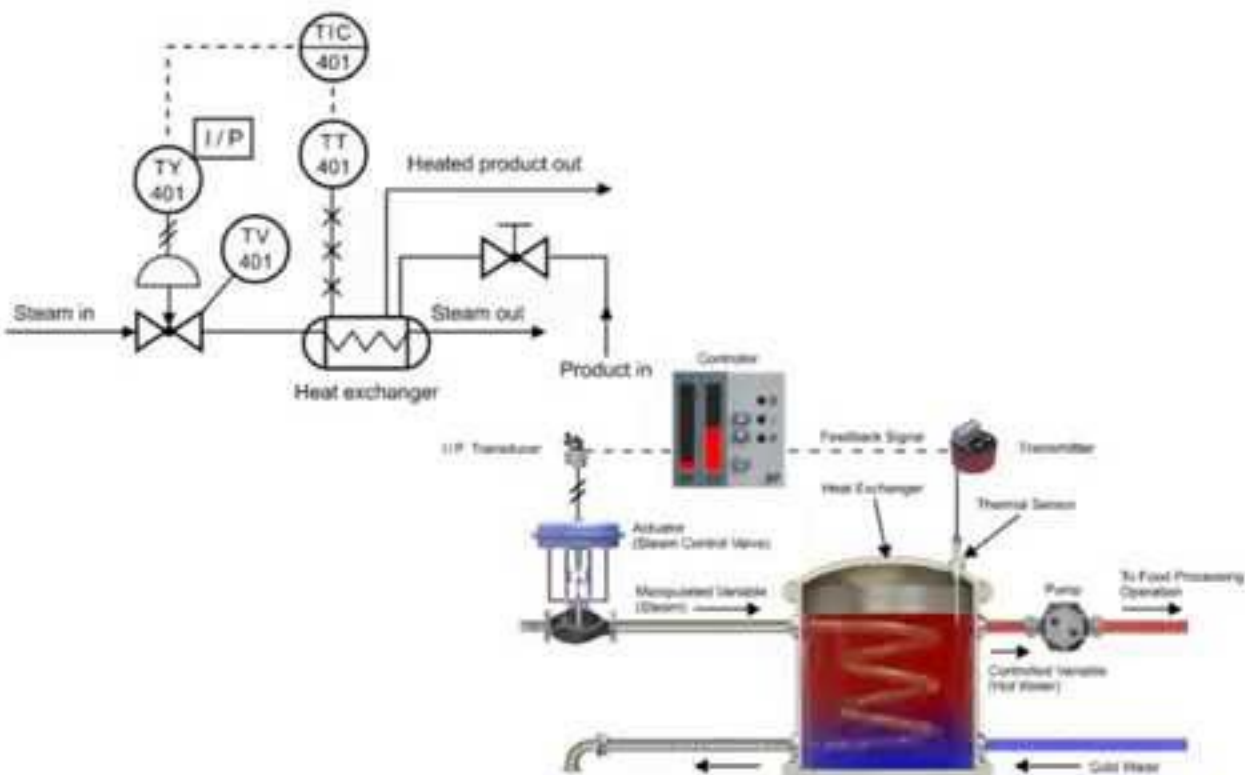 TIC
401
I / P
TT
401
TY
401
Heated product out
TV
401
Steam in
Steam out
Product in
Heat exchanger
Controller
I / P Transducer
Feedback Signal
Transmitter
Heat Exchanger
Thermal Sensor
Actuator
(Steam Control Valve)
Manipulated Variable
(Steam)
Pump
To Food Processing
Operation
Controlled Variable
(Hot Water)
Cold Water